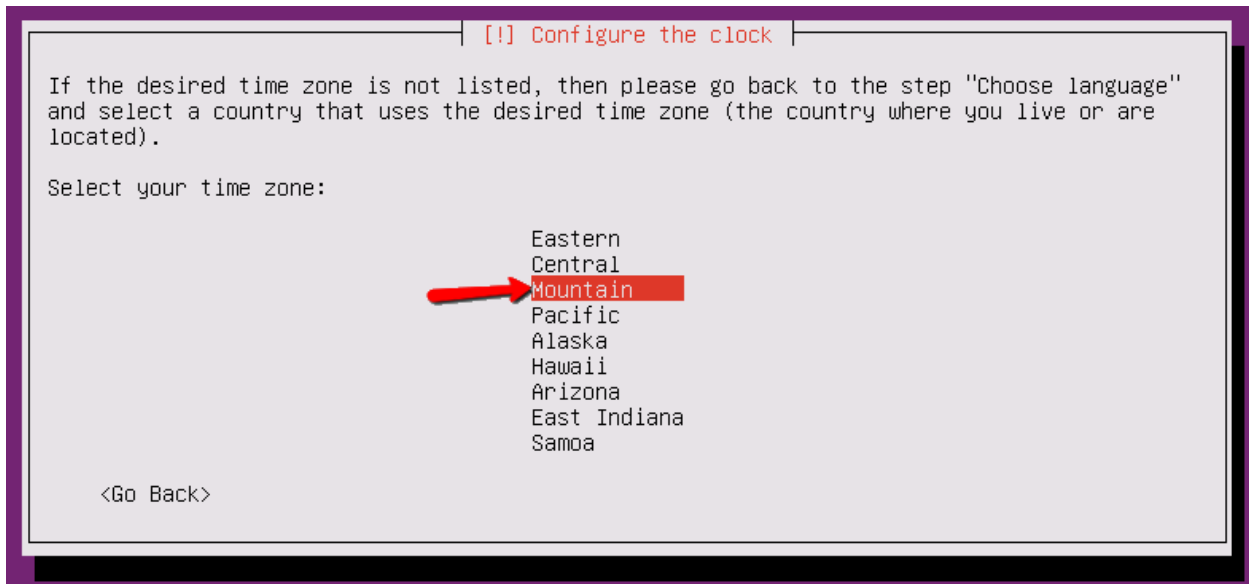 [!] Configure the clock
If the desired time zone is not listed, then please go back to the step "Choose language"
and select a country that uses the desired time zone (the country where you live or are
located).
Select your time zone:
Eastern
Central
Mountain
Pacific
Alaska
Hawaii
Arizona
East Indiana
Samoa
<Go Back>